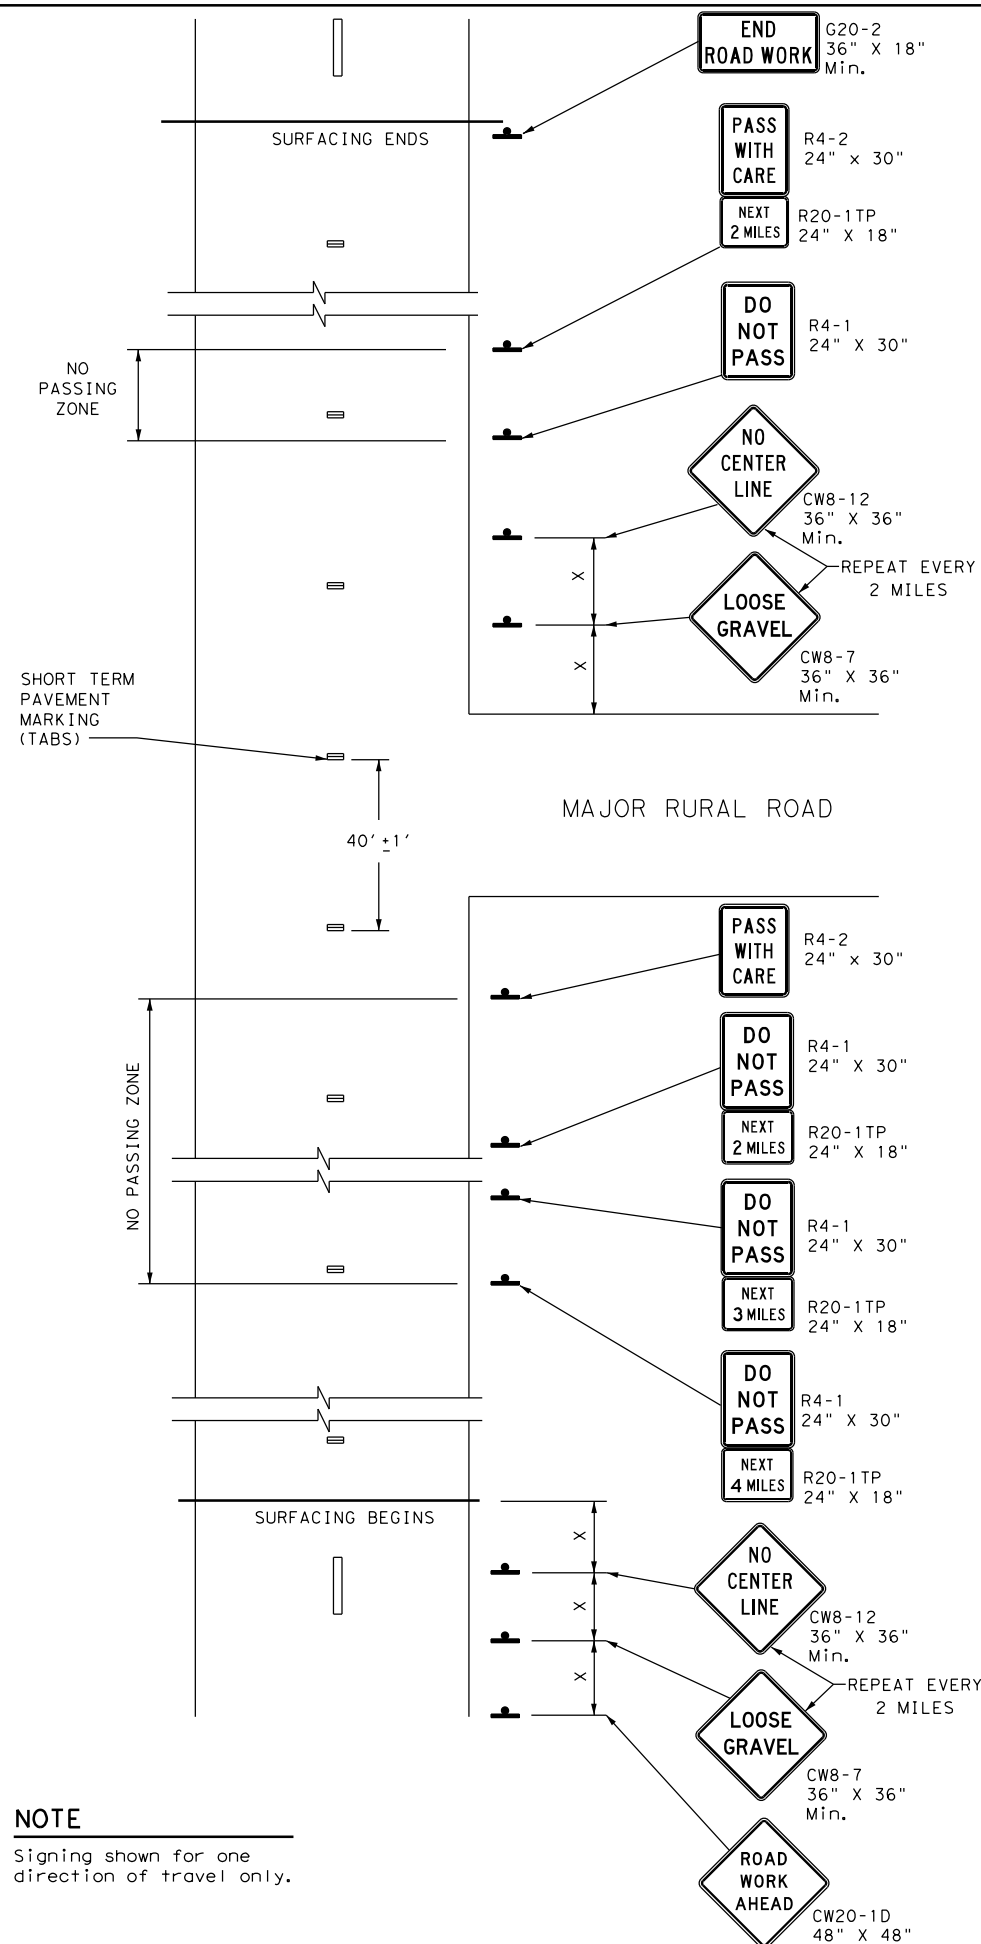 END
ROAD WORK
G20-2
36" X 18"
Min.
SURFACING ENDS
PASS
WITH
CARE
R4-2
24" x 30"
NEXT
2 MILES
R20-1TP
24" X 18"
DO
NOT
PASS
R4-1
24" X 30"
NO
PASSING
ZONE
NO
CENTER
LINE
CW8-12
36" X 36"
Min.
REPEAT EVERY
2 MILES
X
LOOSE
GRAVEL
CW8-7
36" X 36"
Min.
X
SHORT TERM
PAVEMENT
MARKING
(TABS)
MAJOR RURAL ROAD
40' ±1'
PASS
WITH
CARE
R4-2
24" x 30"
DO
NOT
PASS
R4-1
24" X 30"
NEXT
2 MILES
R20-1TP
24" X 18"
NO PASSING ZONE
DO
NOT
PASS
R4-1
24" X 30"
NEXT
3 MILES
R20-1TP
24" X 18"
DO
NOT
PASS
R4-1
24" X 30"
NEXT
4 MILES
R20-1TP
24" X 18"
SURFACING BEGINS
X
NO
CENTER
LINE
CW8-12
36" X 36"
Min.
X
REPEAT EVERY
2 MILES
X
LOOSE
GRAVEL
CW8-7
36" X 36"
Min.
NOTE
Signing shown for one
direction of travel only.
ROAD
WORK
AHEAD
CW20-1D
48" X 48"